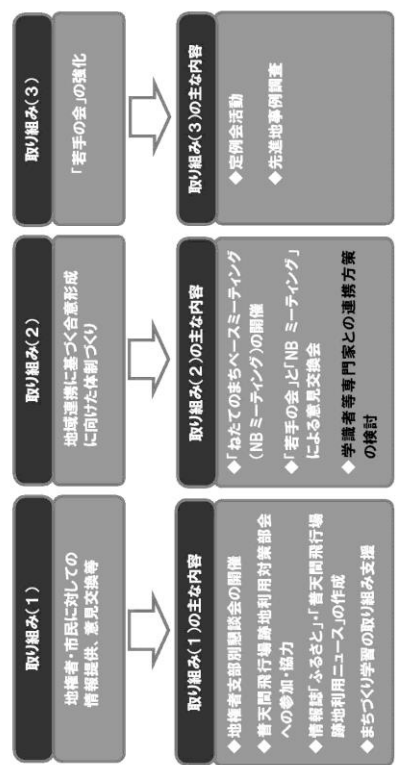 取り組み(1)
地権者・市民に対しての
情報提供、意見交換等
取り組み(1)の主な内容
◆地権者支部別懇談会の開催
◆普天間飛行場跡地利用対策部会
への参加・協力
◆情報誌「ふるさと」・「普天間飛行場
跡地利用ニュース」の作成
◆まちづくり学習の取り組み支援
取り組み(2)
地域連携に基づく合意形成
に向けた体制づくり
取り組み(2)の主な内容
◆「ねたてのまちベースミーティング
(NBミーティング)の開催
◆「若手の会」と「NBミーティング」
による意見交換会
◆学識者等専門家との連携方策
の検討
取り組み(3)
「若手の会」の強化
取り組み(3)の主な内容
◆定例会活動
◆先進地事例調査